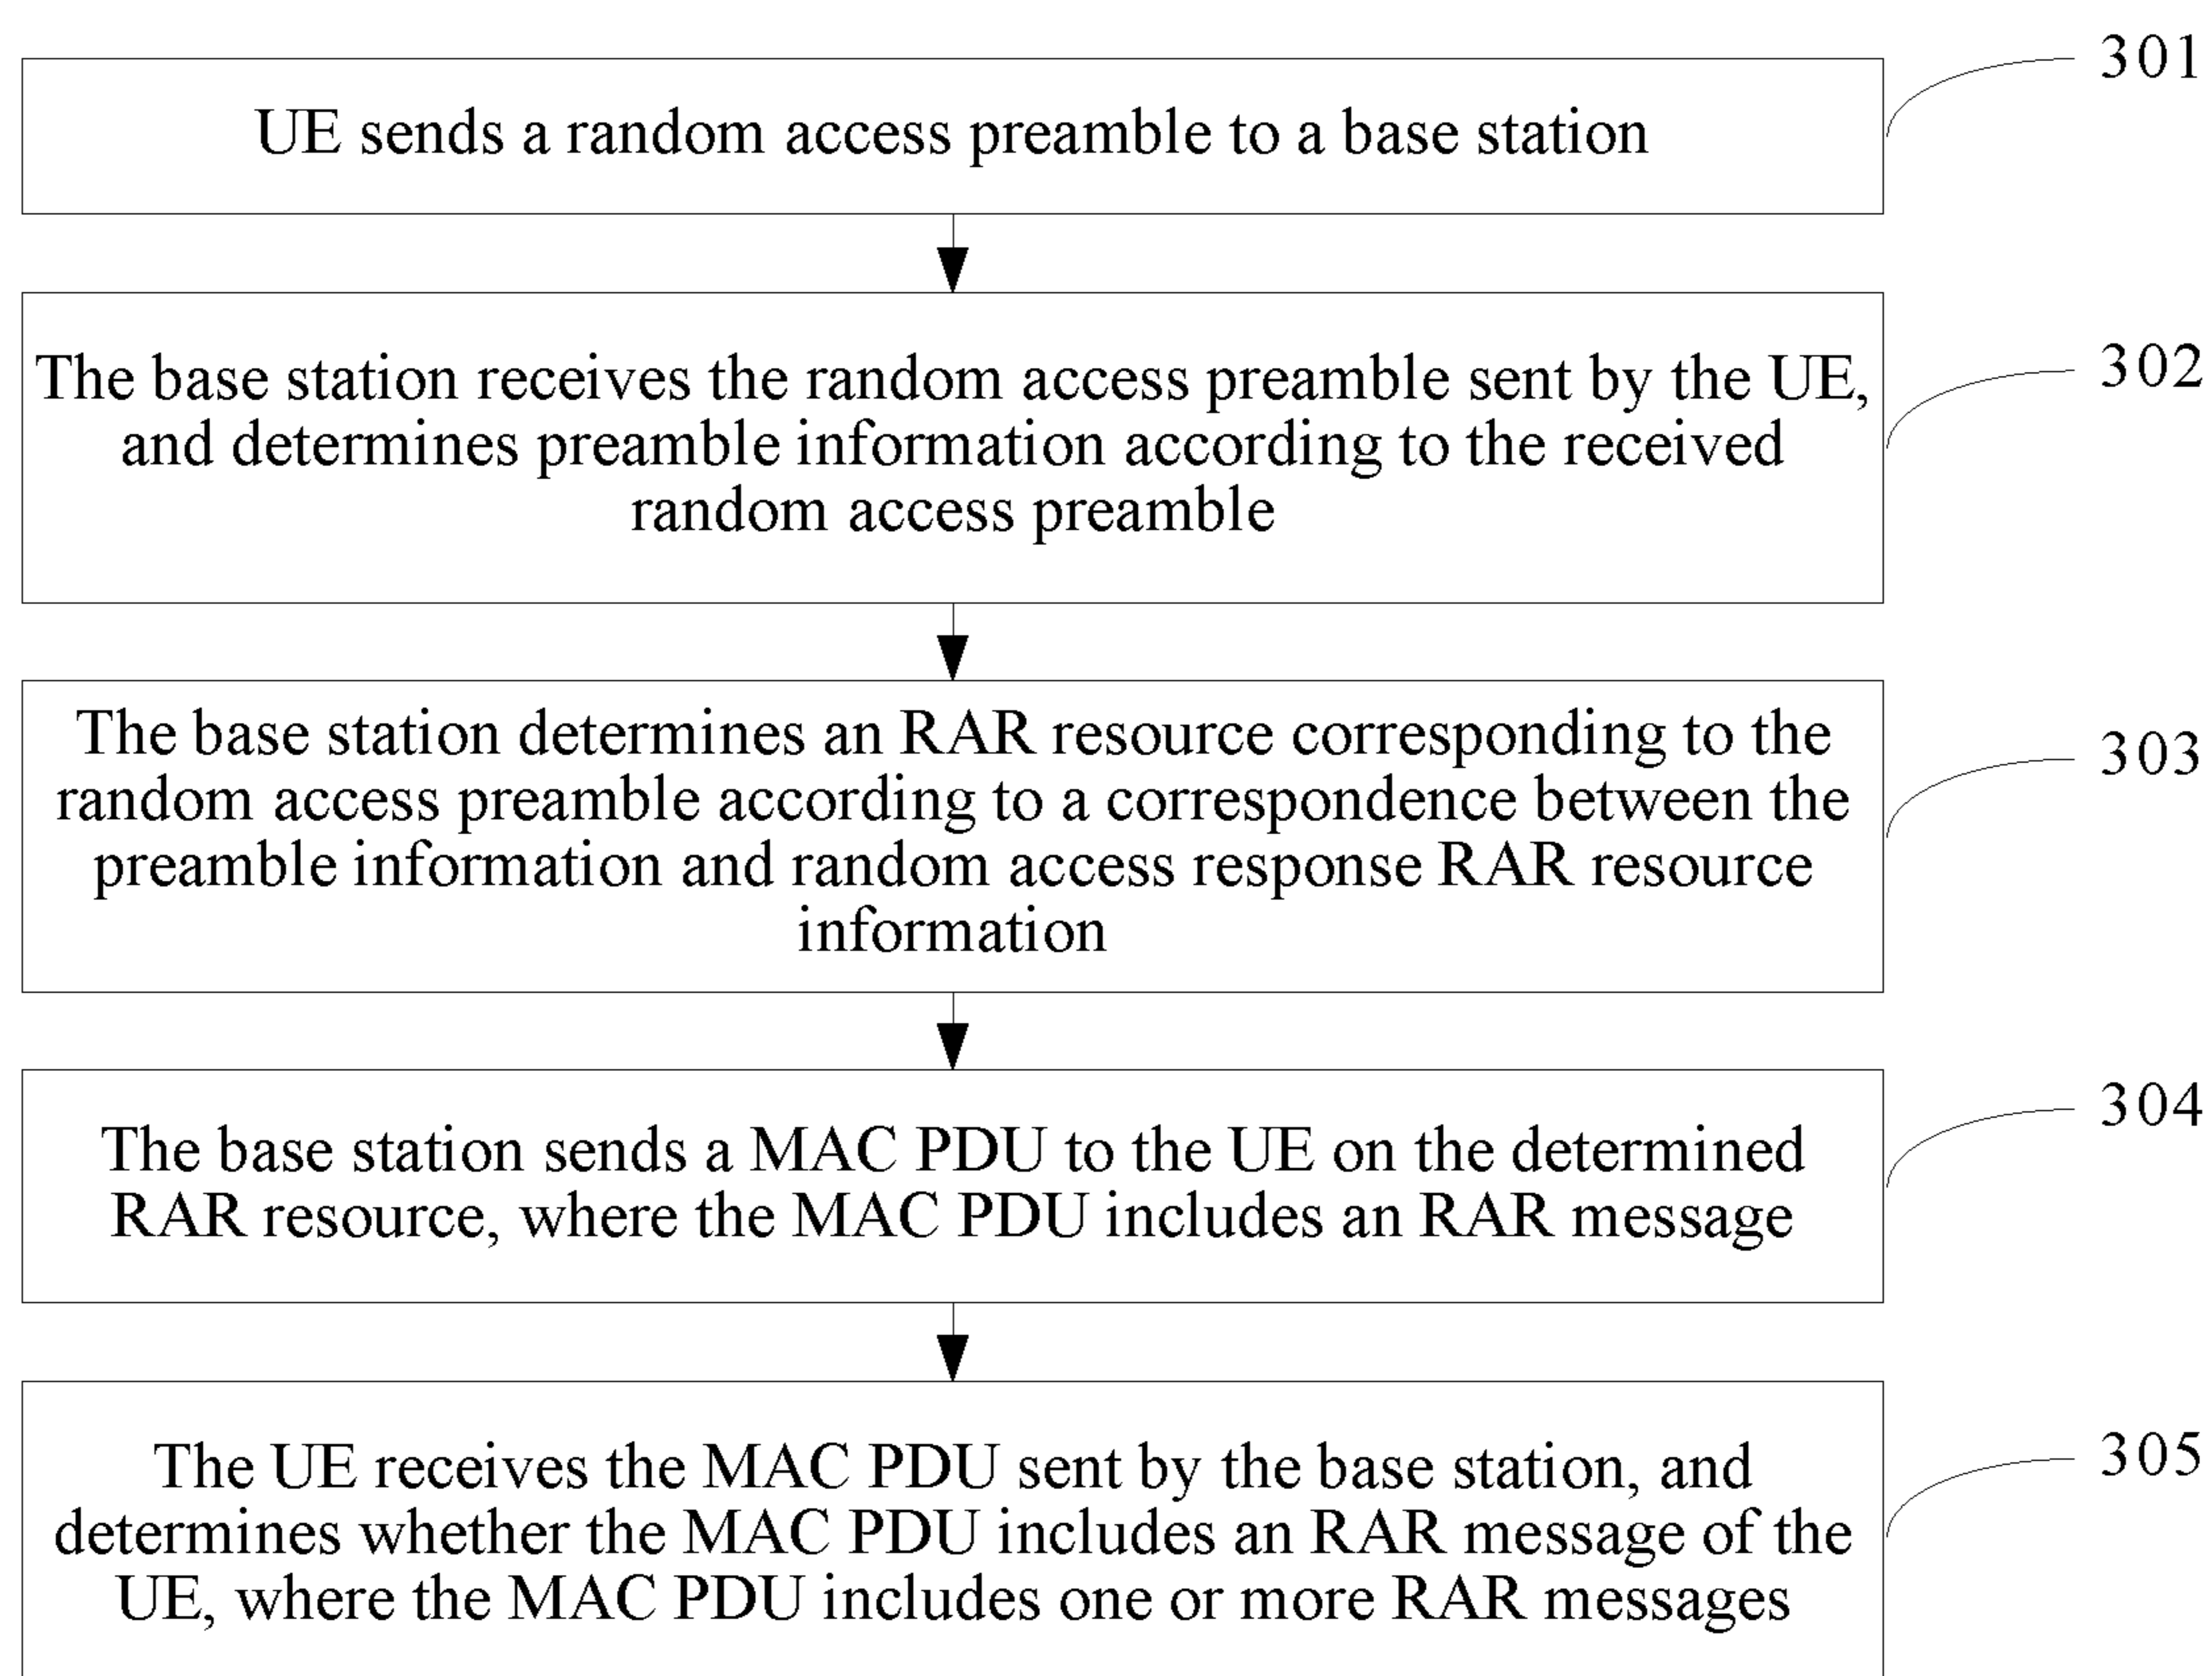 301
UE sends a random access preamble to a base station
302
The base station receives the random access preamble sent by the UE,
and determines preamble information according to the received
random access preamble
303
The base station determines an RAR resource corresponding to the
random access preamble according to a correspondence between the
preamble information and random access response RAR resource
information
304
The base station sends a MAC PDU to the UE on the determined
RAR resource, where the MAC PDU includes an RAR message
305
The UE receives the MAC PDU sent by the base station, and
determines whether the MAC PDU includes an RAR message of the
UE, where the MAC PDU includes one or more RAR messages